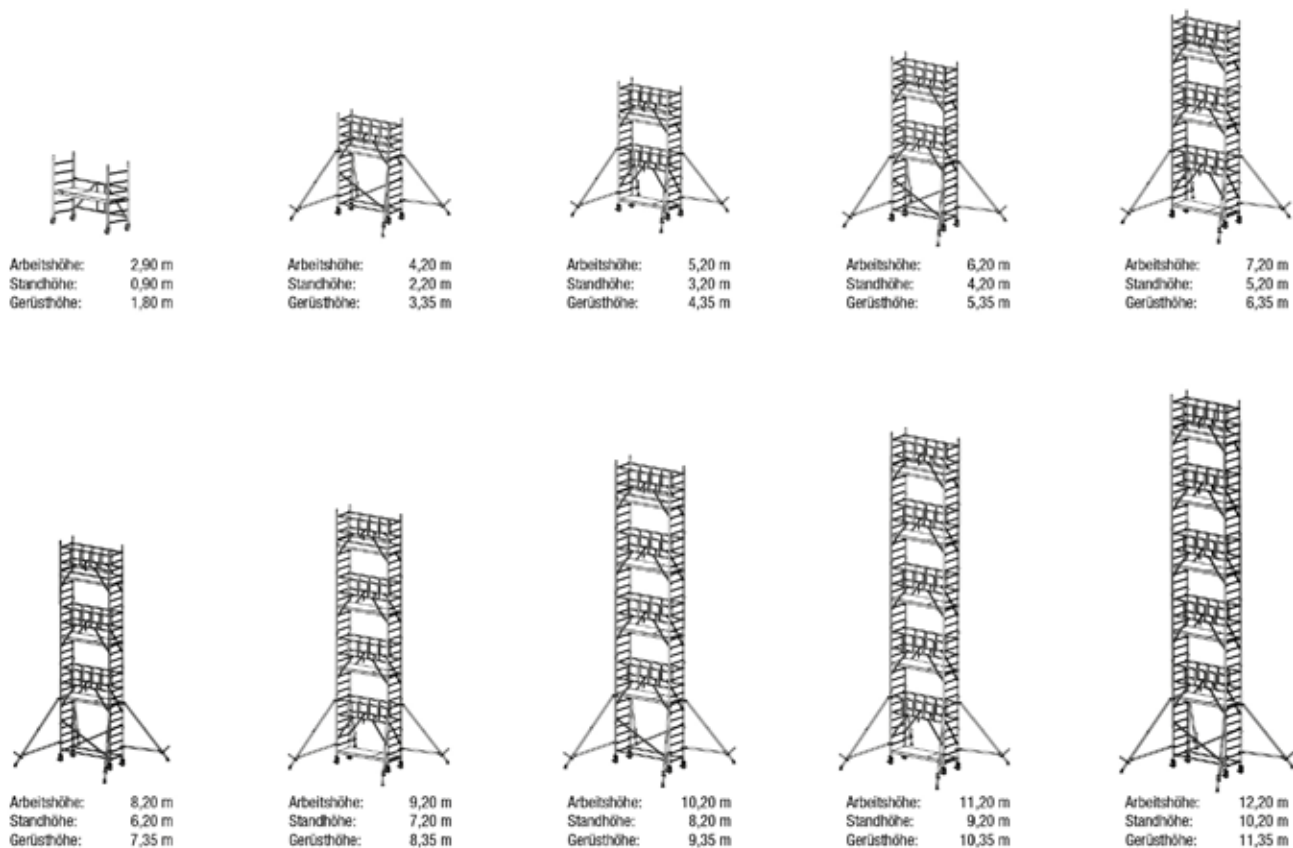 Arbeitshöhe: 2,90 m
Standhöhe: 0,90 m
Gerüsthöhe: 1,80 m
Arbeitshöhe: 4,20 m
Standhöhe: 2,20 m
Gerüsthöhe: 3,35 m
Arbeitshöhe: 5,20 m
Standhöhe: 3,20 m
Gerüsthöhe: 4,35 m
Arbeitshöhe: 6,20 m
Standhöhe: 4,20 m
Gerüsthöhe: 5,35 m
Arbeitshöhe: 7,20 m
Standhöhe: 5,20 m
Gerüsthöhe: 6,35 m
Arbeitshöhe: 8,20 m
Standhöhe: 6,20 m
Gerüsthöhe: 7,35 m
Arbeitshöhe: 9,20 m
Standhöhe: 7,20 m
Gerüsthöhe: 8,35 m
Arbeitshöhe: 10,20 m
Standhöhe: 8,20 m
Gerüsthöhe: 9,35 m
Arbeitshöhe: 11,20 m
Standhöhe: 9,20 m
Gerüsthöhe: 10,35 m
Arbeitshöhe: 12,20 m
Standhöhe: 10,20 m
Gerüsthöhe: 11,35 m